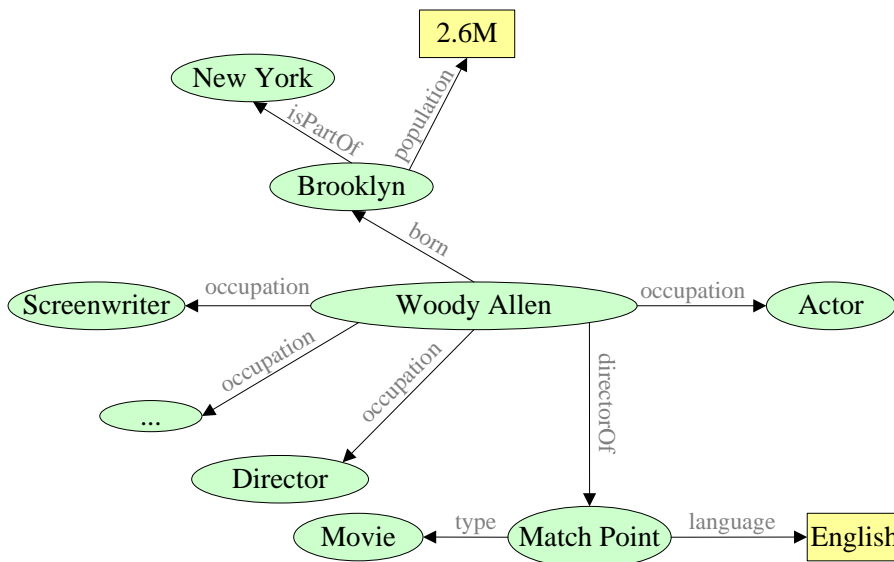 2.6M
New York
isPartOf
population
Brooklyn
born
Screenwriter
occupation
Woody Allen
occupation
Actor
occupation
occupation
directorOf
...
Director
Movie
type
Match Point
language
English